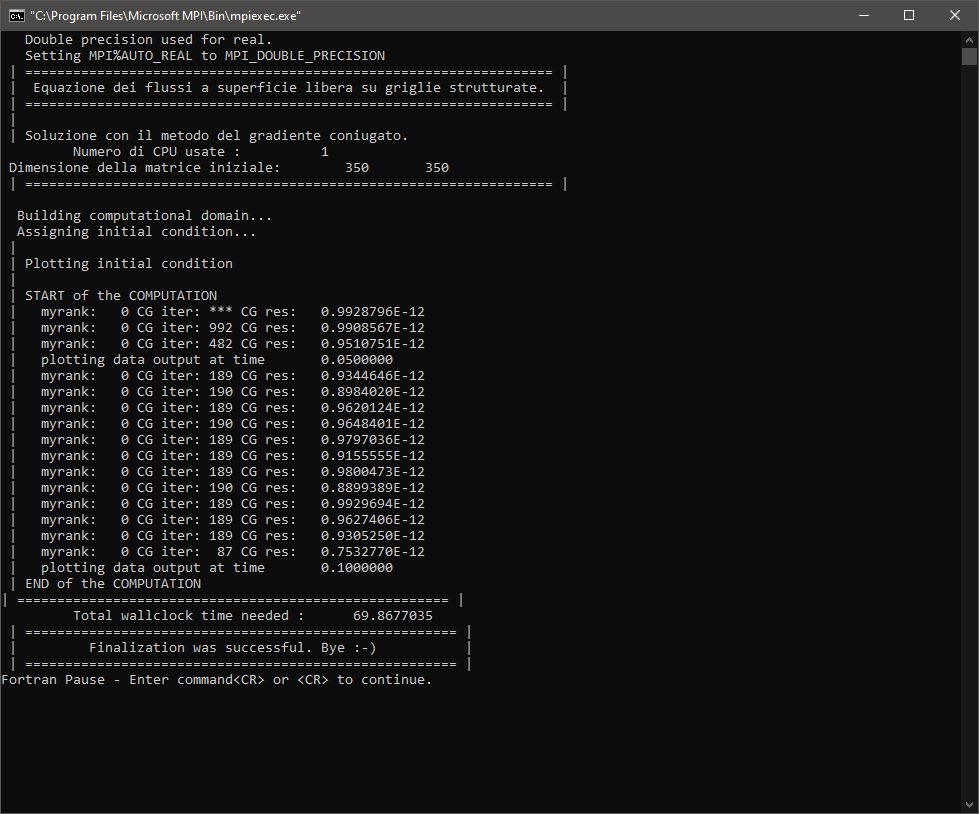 "C:\Program Files\Microsoft MPI\Bin\mpiexec.exe"
Double precision used for real.
Setting MPI%AUTO_REAL to MPI_DOUBLE_PRECISION
| ================================================================== |
|  Equazione dei flussi a superficie libera su griglie strutturate.  |
| ================================================================== |
|
| Soluzione con il metodo del gradiente coniugato.
Numero di CPU usate :          1
Dimensione della matrice iniziale:        350       350
| ================================================================== |
Building computational domain...
Assigning initial condition...
|
| Plotting initial condition
|
| START of the COMPUTATION
|   myrank:   0 CG iter: *** CG res:   0.9928796E-12
|   myrank:   0 CG iter: 992 CG res:   0.9908567E-12
|   myrank:   0 CG iter: 482 CG res:   0.9510751E-12
|   plotting data output at time       0.0500000
|   myrank:   0 CG iter: 189 CG res:   0.9344646E-12
|   myrank:   0 CG iter: 190 CG res:   0.8984020E-12
|   myrank:   0 CG iter: 189 CG res:   0.9620124E-12
|   myrank:   0 CG iter: 190 CG res:   0.9648401E-12
|   myrank:   0 CG iter: 189 CG res:   0.9797036E-12
|   myrank:   0 CG iter: 189 CG res:   0.9155555E-12
|   myrank:   0 CG iter: 189 CG res:   0.9800473E-12
|   myrank:   0 CG iter: 190 CG res:   0.8899389E-12
|   myrank:   0 CG iter: 189 CG res:   0.9929694E-12
|   myrank:   0 CG iter: 189 CG res:   0.9627406E-12
|   myrank:   0 CG iter: 189 CG res:   0.9305250E-12
|   myrank:   0 CG iter:  87 CG res:   0.7532770E-12
|   plotting data output at time       0.1000000
| END of the COMPUTATION
| ====================================================== |
Total wallclock time needed :      69.8677035
| ====================================================== |
|         Finalization was successful. Bye :-)           |
| ====================================================== |
Fortran Pause - Enter command<CR> or <CR> to continue.